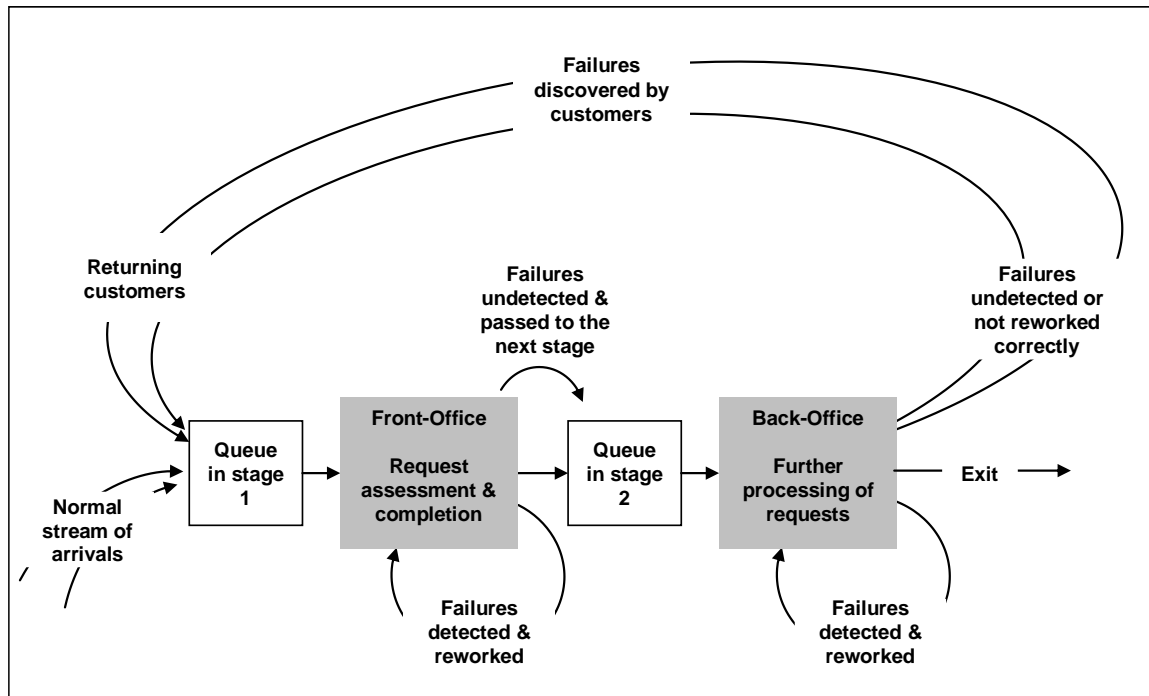 Failures
discovered by
customers
Returning
customers
Failures
undetected &
passed to the
next stage
Failures
undetected or
not reworked
correctly
Normal
stream of
arrivals
Queue
in stage
1
Front-Office
Request
assessment &
completion
Queue
in stage
2
Back-Office
Further
processing of
requests
Exit
Failures
detected &
reworked
Failures
detected &
reworked